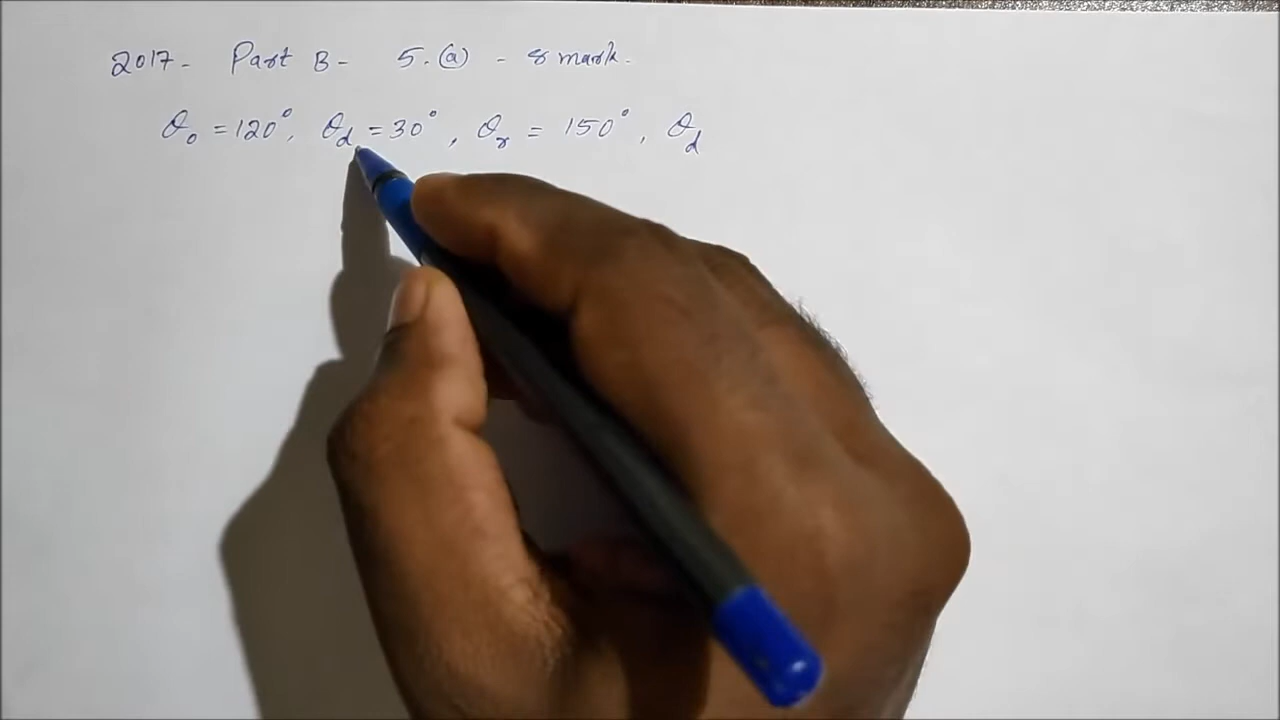 2017- Part B- 5.(a) - 8 mark.
θ₀ = 120°, θd = 30°, θr = 150°, θd